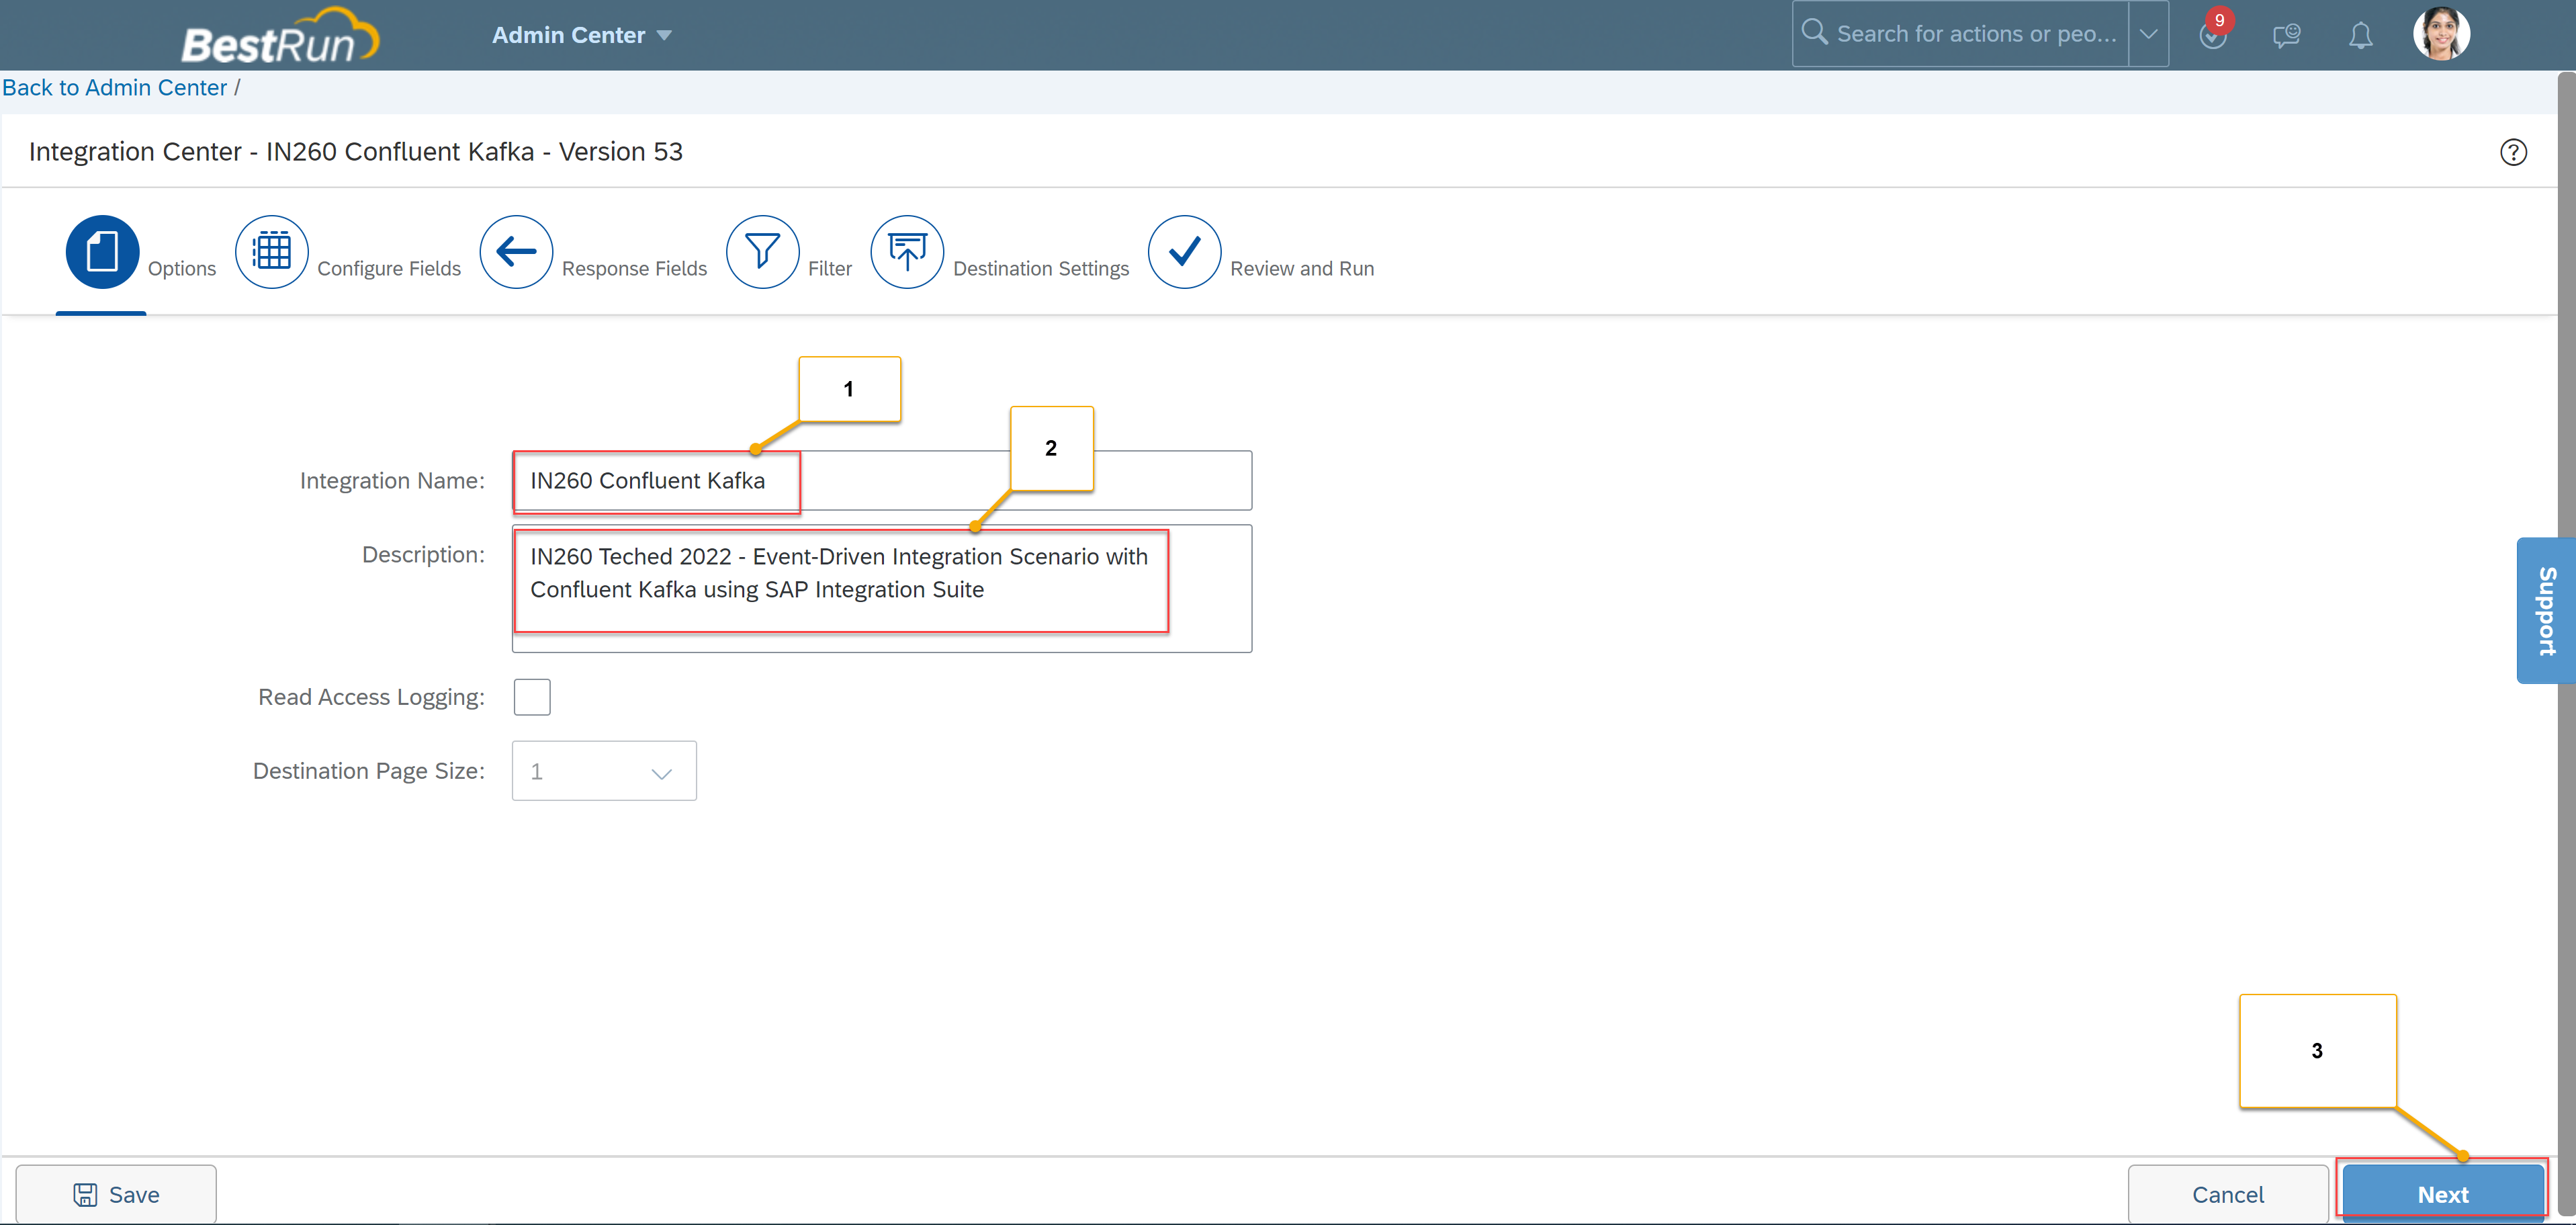 BestRun
Admin Center
Search for actions or peo...
9
Back to Admin Center /
Integration Center - IN260 Confluent Kafka - Version 53
?
Options
Configure Fields
Response Fields
Filter
Destination Settings
Review and Run
1
2
Integration Name:
IN260 Confluent Kafka
Description:
IN260 Teched 2022 - Event-Driven Integration Scenario with
Confluent Kafka using SAP Integration Suite
Support
Read Access Logging:
Destination Page Size:
1
3
Save
Cancel
Next